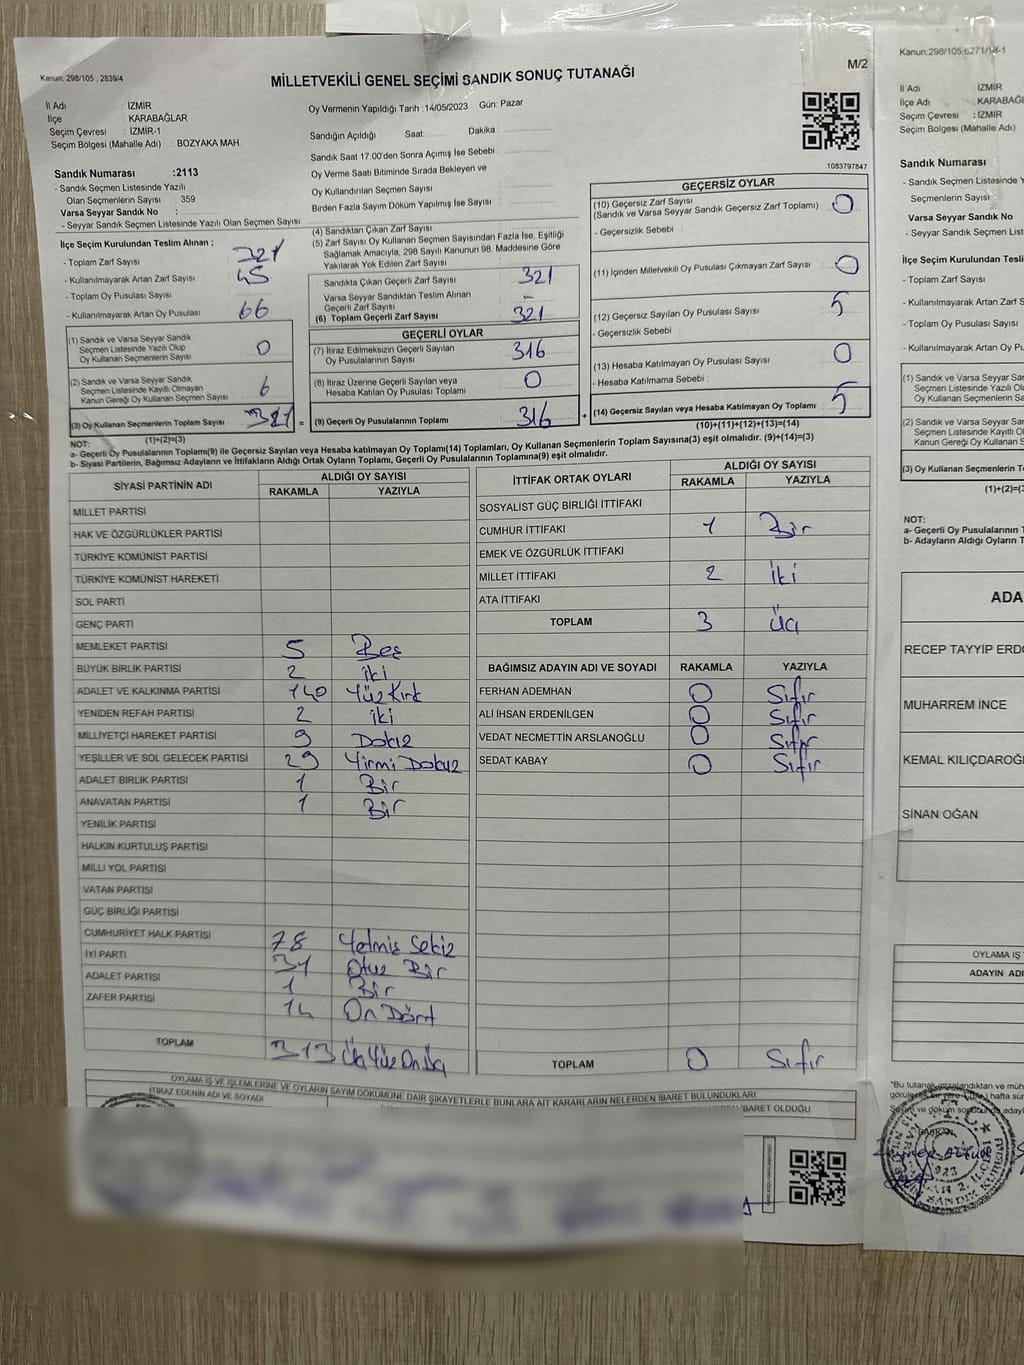 Kanun: 298/105 , 2839/4
MİLLETVEKİLİ GENEL SEÇİMİ SANDIK SONUÇ TUTANAĞI
M/2
İl Adı : İZMİR
İlçe : KARABAĞLAR
Seçim Çevresi : İZMİR-1
Seçim Bölgesi (Mahalle Adı) : BOZYAKA MAH.
Oy Vermenin Yapıldığı Tarih : 14/05/2023 Gün: Pazar
Sandığın Açıldığı Saat: Dakika :
Sandık Saat 17:00'den Sonra Açımış İse Sebebi :
Oy Verme Saati Bitiminde Sırada Bekleyen ve
Oy Kullandırılan Seçmen Sayısı :
Birden Fazla Sayım Döküm Yapılmış İse Sayısı :
1083797847
Sandık Numarası :2113
- Sandık Seçmen Listesinde Yazılı
Olan Seçmen Sayısı : 359
Varsa Seyyar Sandık No :
- Seyyar Sandık Seçmen Listesinde Yazılı Olan Seçmen Sayısı:
İlçe Seçim Kurulundan Teslim Alınan ;
- Toplam Zarf Sayısı
- Kullanılmayarak Artan Zarf Sayısı : 45
- Toplam Oy Pusulası Sayısı
- Kullanılmayarak Artan Oy Pusulası : 66
(1) Sandık ve Varsa Seyyar Sandık
Seçmen Listesinde Yazılı Olup
Oy Kullanan Seçmenlerin Sayısı 0
(2) Sandık ve Varsa Seyyar Sandık
Seçmen Listesinde Kayıtlı Olmayan
Kanun Gereği Oy Kullanan Seçmen Sayısı 6
(3) Oy Kullanan Seçmenlerin Toplam Sayısı 321 =
(1)+(2)=(3)
(4) Sandıktan Çıkan Zarf Sayısı
(5) Zarf Sayısı Oy Kullanan Seçmen Sayısından Fazla İse, Eşitliği
Sağlamak Amacıyla, 298 Sayılı Kanunun 98. Maddesine Göre
Yakılarak Yok Edilen Zarf Sayısı :
Sandıkta Çıkan Geçerli Zarf Sayısı : 321
Varsa Seyyar Sandıktan Teslim Alınan
Geçerli Zarf Sayısı : -
(6) Toplam Geçerli Zarf Sayısı : 321
GEÇERLİ OYLAR
(7) İtiraz Edilmeksizin Geçerli Sayılan
Oy Pusulalarının Sayısı : 316
(8) İtiraz Üzerine Geçerli Sayılan veya
Hesaba Katılan Oy Pusulası Toplamı : 0
(9) Geçerli Oy Pusulalarının Toplamı : 316 +
GEÇERSİZ OYLAR
(10) Geçersiz Zarf Sayısı
(Sandık ve Varsa Seyyar Sandık Geçersiz Zarf Toplamı) : 0
- Geçersizlik Sebebi :
(11) İçinden Milletvekili Oy Pusulası Çıkmayan Zarf Sayısı : 0
(12) Geçersiz Sayılan Oy Pusulası Sayısı : 5
- Geçersizlik Sebebi :
(13) Hesaba Katılmayan Oy Pusulası Sayısı : 0
- Hesaba Katılmama Sebebi :
(14) Geçersiz Sayılan veya Hesaba Katılmayan Oy Toplamı : 5
(10)+(11)+(12)+(13)=(14)
NOT:
a- Geçerli Oy Pusulalarının Toplamı(9) ile Geçersiz Sayılan veya Hesaba katılmayan Oy Toplamı(14) Toplamları, Oy Kullanan Seçmenlerin Toplam Sayısına(3) eşit olmalıdır. (9)+(14)=(3)
b- Siyasi Partilerin, Bağımsız Adayların ve İttifakların Aldığı Ortak Oyların Toplamı, Geçerli Oy Pusulalarının Toplamına(9) eşit olmalıdır.
SİYASİ PARTİNİN ADI ALDIĞI OY SAYISI
RAKAMLA YAZIYLA
MİLLET PARTİSİ
HAK VE ÖZGÜRLÜKLER PARTİSİ
TÜRKİYE KOMÜNİST PARTİSİ
TÜRKİYE KOMÜNİST HAREKETİ
SOL PARTİ
GENÇ PARTİ
MEMLEKET PARTİSİ 5 Beş
BÜYÜK BİRLİK PARTİSİ 2 iki
ADALET VE KALKINMA PARTİSİ 140 Yüz Kırk
YENİDEN REFAH PARTİSİ 2 iki
MİLLİYETÇİ HAREKET PARTİSİ 9 Dokuz
YEŞİLLER VE SOL GELECEK PARTİSİ 29 Yirmi Dokuz
ADALET BİRLİK PARTİSİ 1 Bir
ANAVATAN PARTİSİ 1 Bir
YENİLİK PARTİSİ
HALKIN KURTULUŞ PARTİSİ
MİLLİ YOL PARTİSİ
VATAN PARTİSİ
GÜÇ BİRLİĞİ PARTİSİ
CUMHURİYET HALK PARTİSİ 78 Yetmiş Sekiz
İYİ PARTİ 31 Otuz Bir
ADALET PARTİSİ 1 Bir
ZAFER PARTİSİ 14 On Dört
TOPLAM 313 Üç Yüz On Üç
İTTİFAK ORTAK OYLARI ALDIĞI OY SAYISI
RAKAMLA YAZIYLA
SOSYALİST GÜÇ BİRLİĞİ İTTİFAKI
CUMHUR İTTİFAKI 1 Bir
EMEK VE ÖZGÜRLÜK İTTİFAKI
MİLLET İTTİFAKI 2 İki
ATA İTTİFAKI
TOPLAM 3 Üç
BAĞIMSIZ ADAYIN ADI VE SOYADI RAKAMLA YAZIYLA
FERHAN ADEMHAN 0 Sıfır
ALİ İHSAN ERDENİLGEN 0 Sıfır
VEDAT NECMETTİN ARSLANOĞLU 0 Sıfır
SEDAT KABAY 0 Sıfır
TOPLAM 0 Sıfır
OYLAMA İŞ VE İŞLEMLERİNE VE OYLARIN SAYIM DÖKÜMÜNE DAİR ŞİKAYETLERLE BUNLARA AİT KARARLARIN NELERDEN İBARET BULUNDUKLARI
İTİRAZ EDENİN ADI VE SOYADI
İBARET OLDUĞU
Kanun:298/105,6271/18-1
İl Adı : İZMİR
İlçe Adı : KARABAĞ
Seçim Çevresi : İZMİR
Seçim Bölgesi (Mahalle Adı)
Sandık Numarası
- Sandık Seçmen Listesinde
Seçmenlerin Sayısı :
Varsa Seyyar Sandık No
- Seyyar Sandık Seçmen List
İlçe Seçim Kurulundan Tesli
- Toplam Zarf Sayısı
- Kullanılmayarak Artan Zarf
- Toplam Oy Pusulası Sayısı
- Kullanılmayarak Artan Oy P
(1) Sandık ve Varsa Seyyar
Seçmen Listesinde Yazılı
Oy Kullanan Seçmenlerin
(2) Sandık ve Varsa Seyyar
Seçmen Listesinde
Kanun Gereği Oy Kullanan
(3) Oy Kullanan Seçmenlerin T
(1)+(2)=(
NOT:
a- Geçerli Oy Pusulalarının
b- Adayların Aldığı Oyların T
ADA
RECEP TAYYİP ERD
MUHARREM İNCE
KEMAL KILIÇDAROĞ
SİNAN OĞAN
OYLAMA İŞ
ADAYIN ADI
"Bu tutanak imzalandıktan ve müh